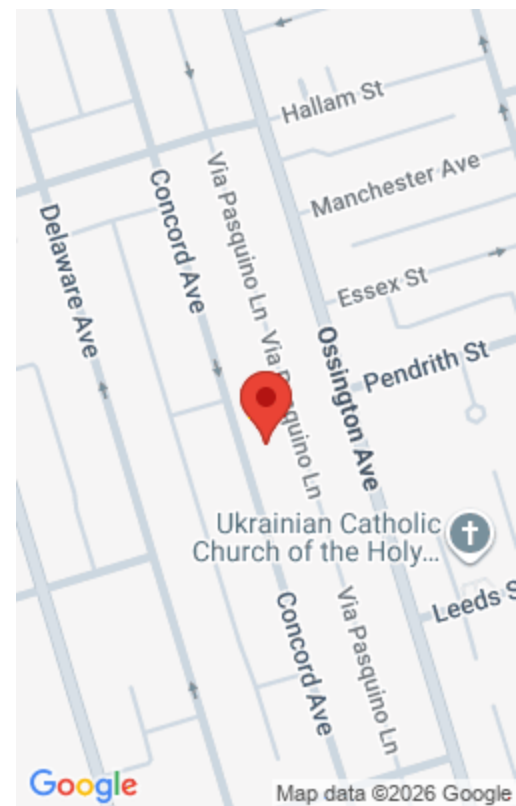 Hallam St
Manchester Ave
Via Pasquino Ln
Concord Ave
Delaware Ave
Essex St
Ossington Ave
Pendrith St
Via Pasquino Ln
Ukrainian Catholic
Church of the Holy...
Leeds S
Via Pasquino Ln
Concord Ave
Google
Map data ©2026 Google